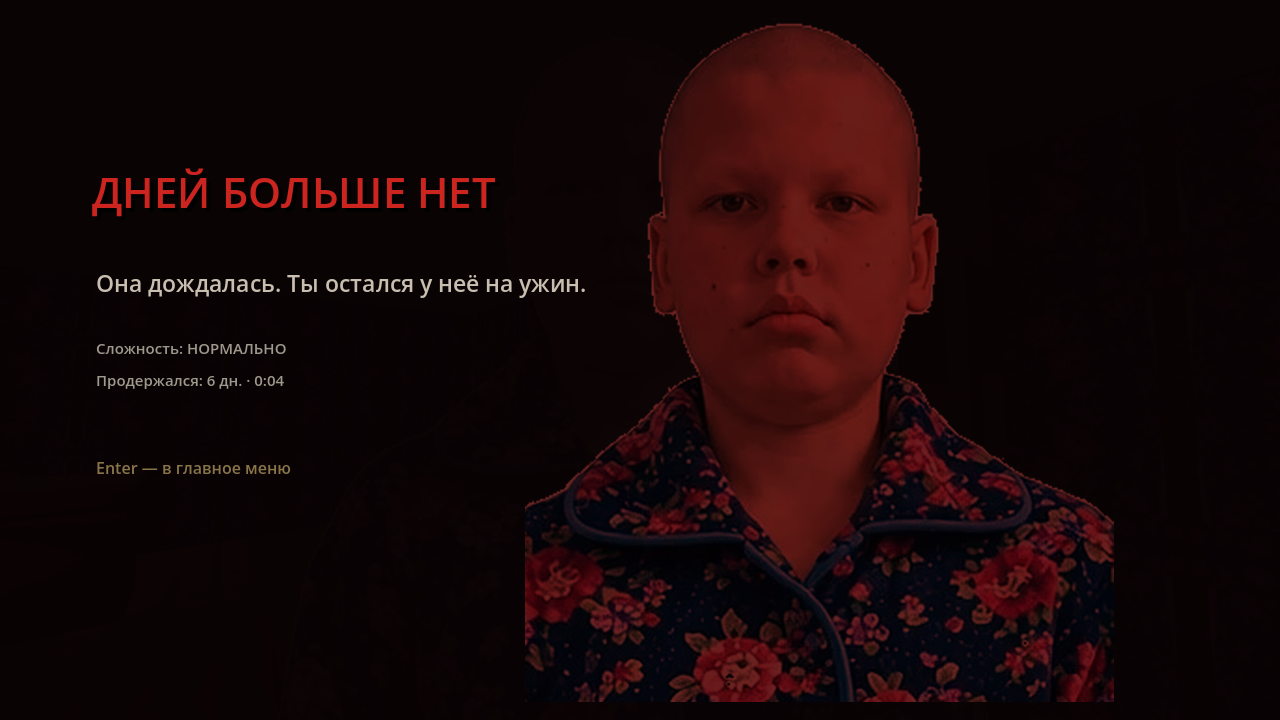 ДНЕЙ БОЛЬШЕ НЕТ
Она дождалась. Ты остался у неё на ужин.
Сложность: НОРМАЛЬНО
Продержался: 6 дн. · 0:04
Enter — в главное меню